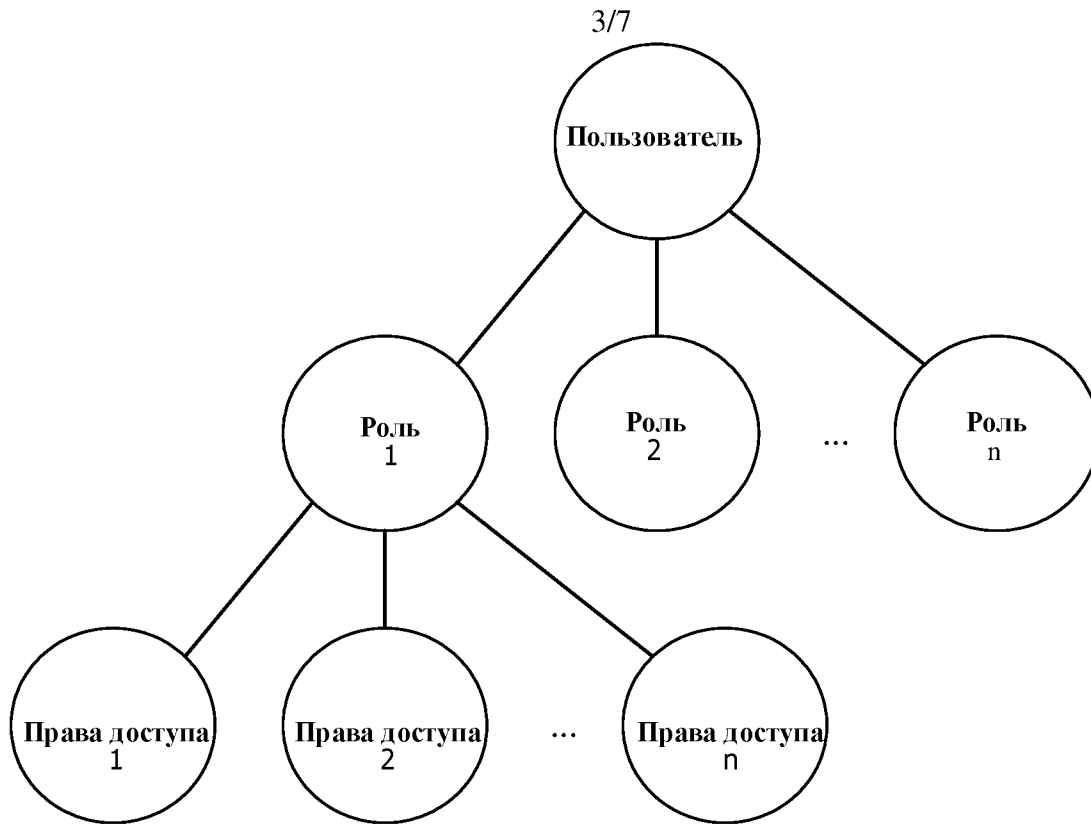 3/7
Пользователь
Роль
1
Роль
2
...
Роль
n
Права доступа
1
Права доступа
2
...
Права доступа
n